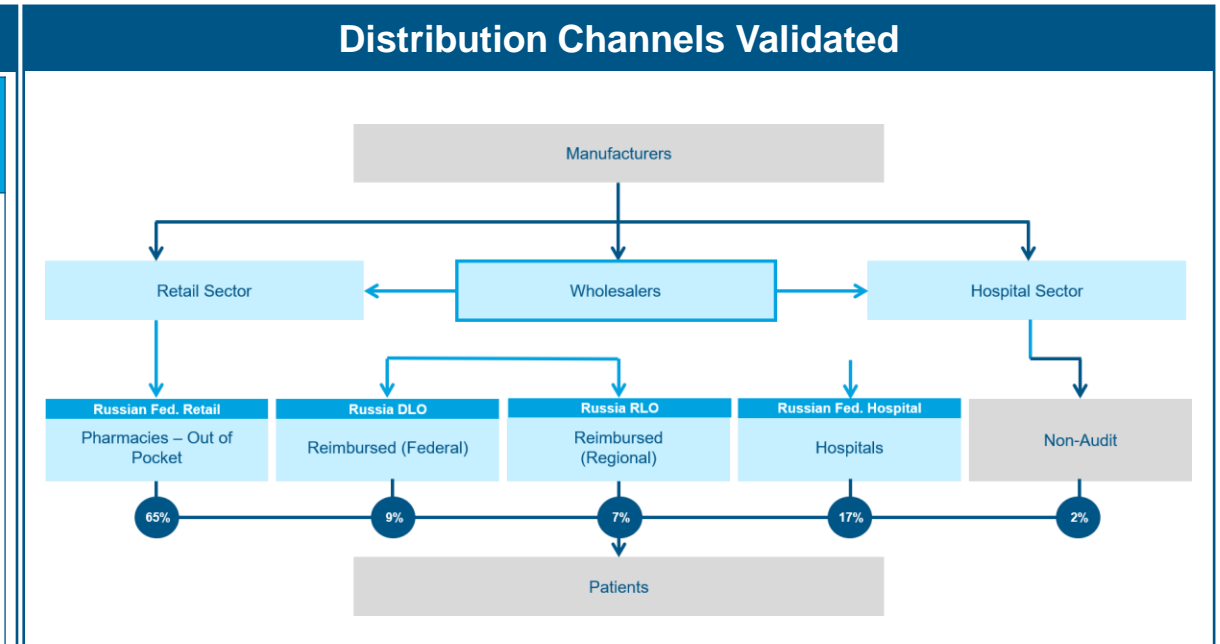 Distribution Channels Validated
Manufacturers
Retail Sector
Wholesalers
Hospital Sector
Russian Fed. Retail
Pharmacies – Out of
Pocket
Russia DLO
Reimbursed (Federal)
Russia RLO
Reimbursed
(Regional)
Russian Fed. Hospital
Hospitals
Non-Audit
65%
9%
7%
17%
2%
Patients